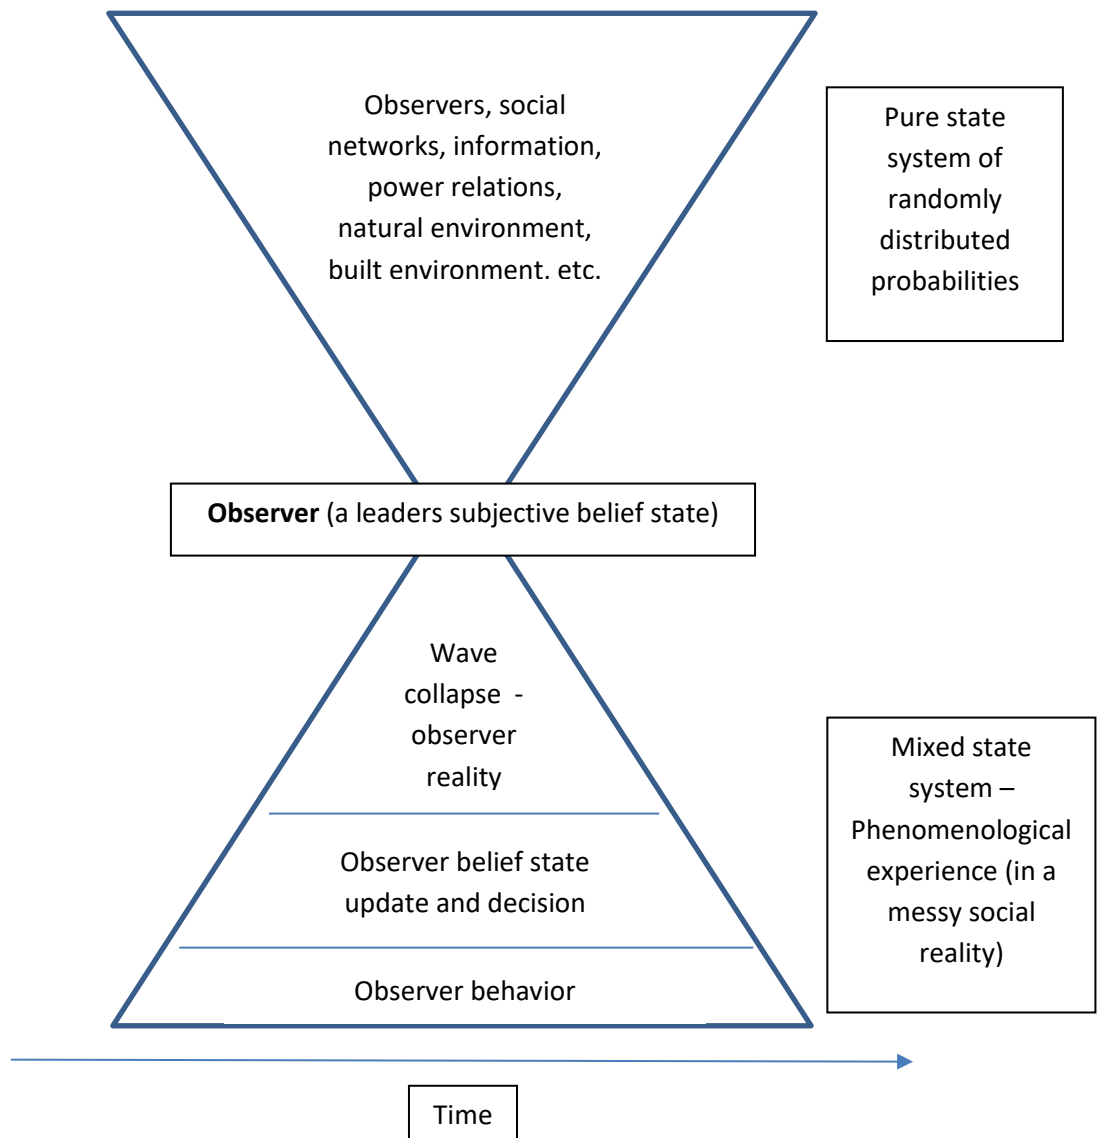 Observers, social
networks, information,
power relations,
natural environment,
built environment. etc.
Pure state
system of
randomly
distributed
probabilities
Observer (a leaders subjective belief state)
Wave
collapse -
observer
reality
Observer belief state
update and decision
Observer behavior
Mixed state
system –
Phenomenological
experience (in a
messy social
reality)
Time